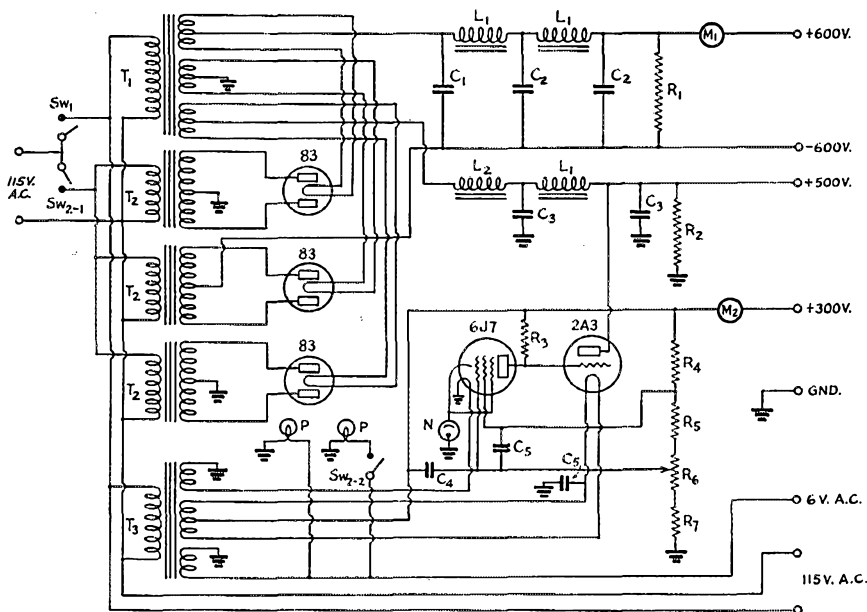 L₁
L₁
M₁
+600V.
C₁
C₂
C₂
R₁
T₁
Sw₁
-600V.
83
L₂
L₁
+500V.
115V.
A.C.
T₂
Sw₂₋₁
C₃
C₃
R₂
83
T₂
M₂
+300V.
6J7
R₃
2A3
83
R₄
T₂
GND.
P
P
N
R₅
C₅
Sw₂₋₂
C₄
C₅
R₆
6V. A.C.
T₃
R₇
115V. A.C.